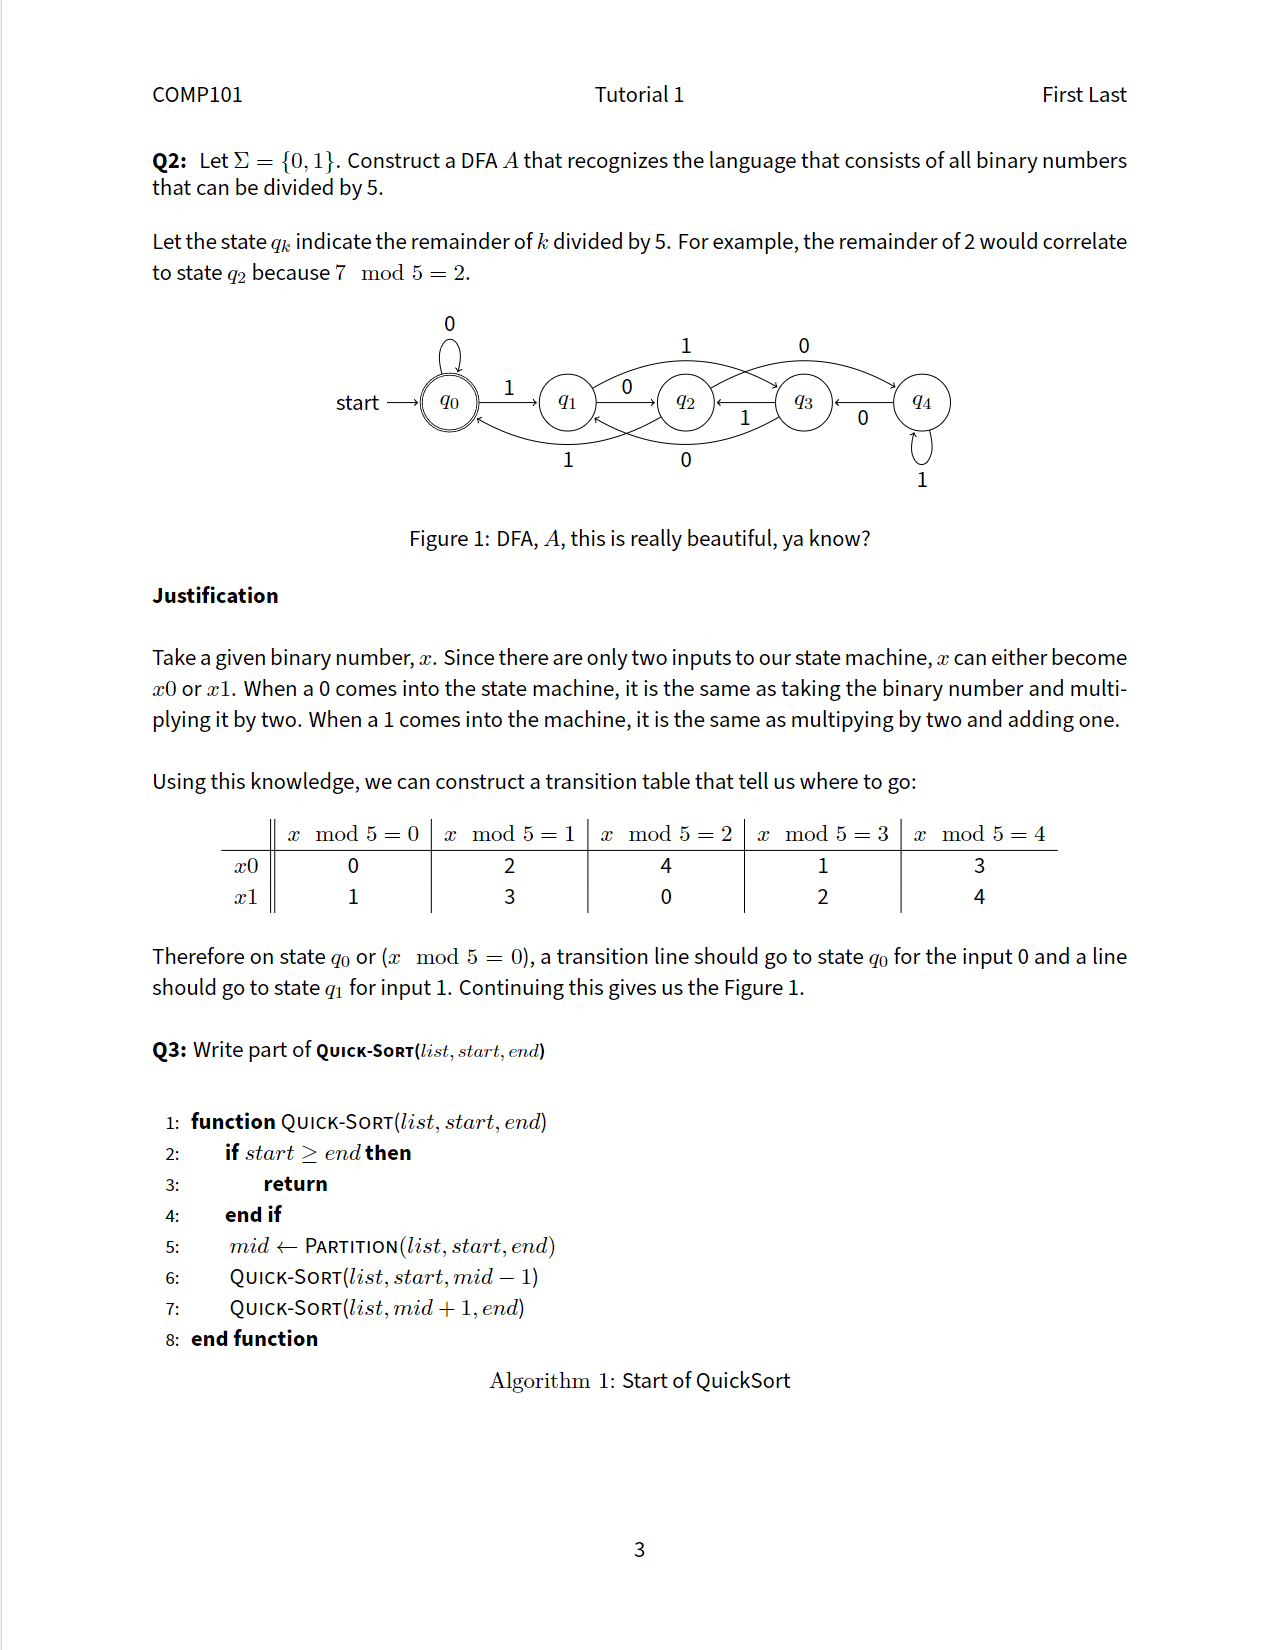 COMP101 Tutorial 1 First Last
Q2: Let Σ = {0, 1}. Construct a DFA A that recognizes the language that consists of all binary numbers
that can be divided by 5.
Let the state q_k indicate the remainder of k divided by 5. For example, the remainder of 2 would correlate
to state q_2 because 7 mod 5 = 2.
0
1 0
start q_0 1 q_1 0 q_2 1 q_3 0 q_4
1 0
1
Figure 1: DFA, A, this is really beautiful, ya know?
Justification
Take a given binary number, x. Since there are only two inputs to our state machine, x can either become
x0 or x1. When a 0 comes into the state machine, it is the same as taking the binary number and multi-
plying it by two. When a 1 comes into the machine, it is the same as multipying by two and adding one.
Using this knowledge, we can construct a transition table that tell us where to go:
x mod 5 = 0 x mod 5 = 1 x mod 5 = 2 x mod 5 = 3 x mod 5 = 4
x0 0 2 4 1 3
x1 1 3 0 2 4
Therefore on state q_0 or (x mod 5 = 0), a transition line should go to state q_0 for the input 0 and a line
should go to state q_1 for input 1. Continuing this gives us the Figure 1.
Q3: Write part of QUICK-SORT(list, start, end)
1: function QUICK-SORT(list, start, end)
2: if start ≥ end then
3: return
4: end if
5: mid ← PARTITION(list, start, end)
6: QUICK-SORT(list, start, mid − 1)
7: QUICK-SORT(list, mid + 1, end)
8: end function
Algorithm 1: Start of QuickSort
3